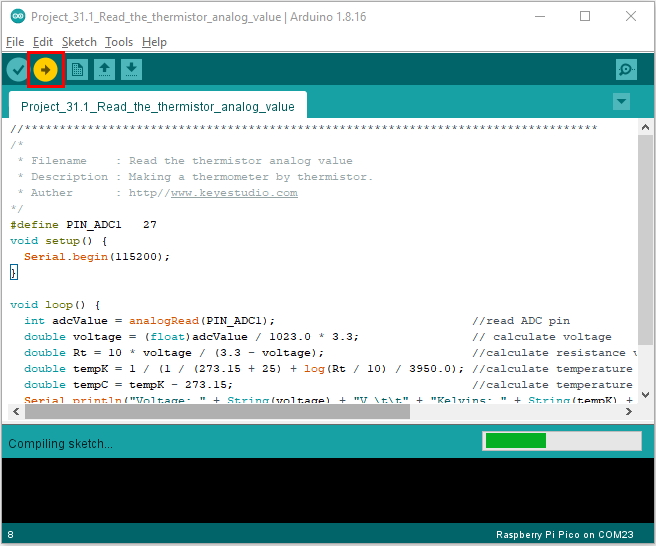 Project_31.1_Read_the_thermistor_analog_value | Arduino 1.8.16
File Edit Sketch Tools Help
Project_31.1_Read_the_thermistor_analog_value
//**********************************************************************************
/*
 * Filename    : Read the thermistor analog value
 * Description : Making a thermometer by thermistor.
 * Auther      : http//www.keyestudio.com
*/
#define PIN_ADC1   27
void setup() {
  Serial.begin(115200);
}
void loop() {
  int adcValue = analogRead(PIN_ADC1);                            //read ADC pin
  double voltage = (float)adcValue / 1023.0 * 3.3;                // calculate voltage
  double Rt = 10 * voltage / (3.3 - voltage);                     //calculate resistance v
  double tempK = 1 / (1 / (273.15 + 25) + log(Rt / 10) / 3950.0); //calculate temperature
  double tempC = tempK - 273.15;                                  //calculate temperature
  Serial.println("Voltage: " + String(voltage) + "V,\t\t" + "Kelvins: " + String(tempK) +
Compiling sketch...
8 Raspberry Pi Pico on COM23